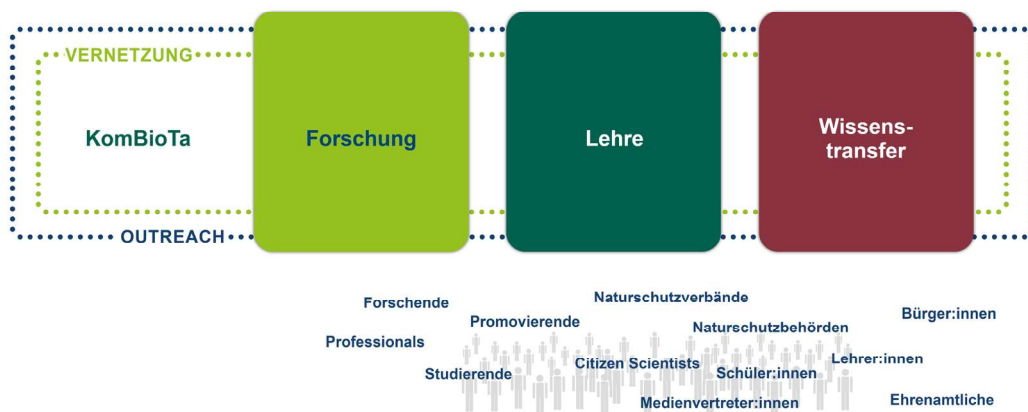 VERNETZUNG
KomBioTa
Forschung
Lehre
Wissens-
transfer
OUTREACH
Forschende
Naturschutzverbände
Bürger:innen
Promovierende
Naturschutzbehörden
Professionals
Lehrer:innen
Studierende
Citizen Scientists
Schüler:innen
Medienvertreter:innen
Ehrenamtliche